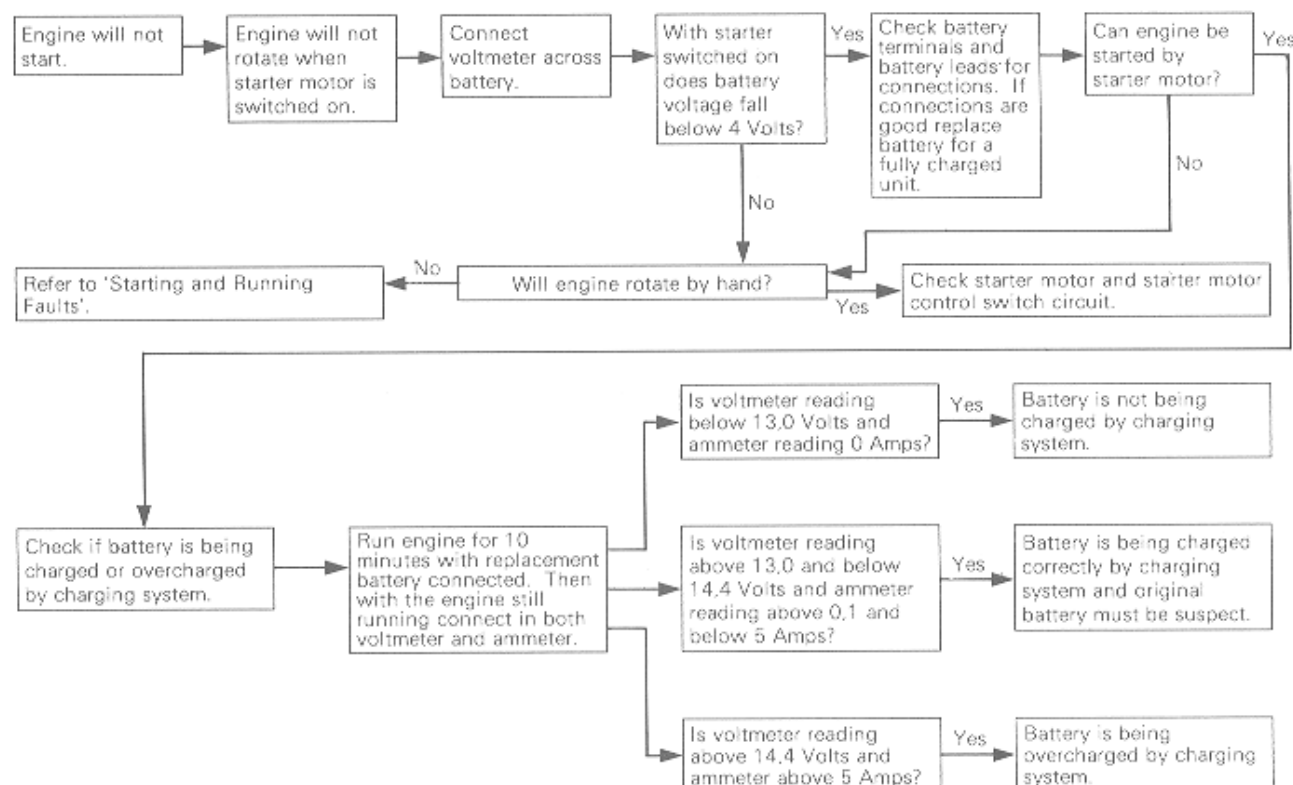 Engine will not
start.
Engine will not
rotate when
starter motor is
switched on.
Connect
voltmeter across
battery.
With starter
switched on
does battery
voltage fall
below 4 Volts?
Yes
Check battery
terminals and
battery leads for
connections. If
connections are
good replace
battery for a
fully charged
unit.
Can engine be
started by
starter motor?
Yes
No
No
Refer to ‘Starting and Running
Faults’.
No
Will engine rotate by hand?
Yes
Check starter motor and starter motor
control switch circuit.
Is voltmeter reading
below 13,0 Volts and
ammeter reading 0 Amps?
Yes
Battery is not being
charged by charging
system.
Check if battery is being
charged or overcharged
by charging system.
Run engine for 10
minutes with replacement
battery connected. Then
with the engine still
running connect in both
voltmeter and ammeter.
Is voltmeter reading
above 13,0 and below
14,4 Volts and ammeter
reading above 0,1 and
below 5 Amps?
Yes
Battery is being charged
correctly by charging
system and original
battery must be suspect.
Is voltmeter reading
above 14,4 Volts and
ammeter above 5 Amps?
Yes
Battery is being
overcharged by charging
system.